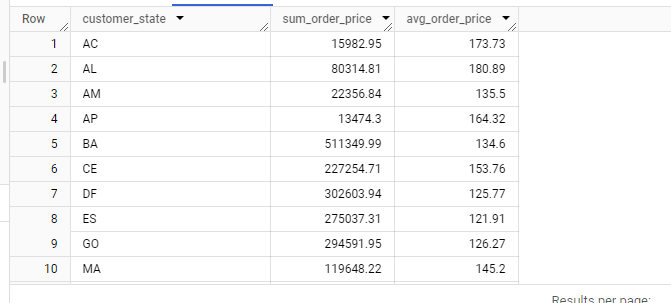 Row customer_state sum_order_price avg_order_price
1 AC 15982.95 173.73
2 AL 80314.81 180.89
3 AM 22356.84 135.5
4 AP 13474.3 164.32
5 BA 511349.99 134.6
6 CE 227254.71 153.76
7 DF 302603.94 125.77
8 ES 275037.31 121.91
9 GO 294591.95 126.27
10 MA 119648.22 145.2
Results per page: